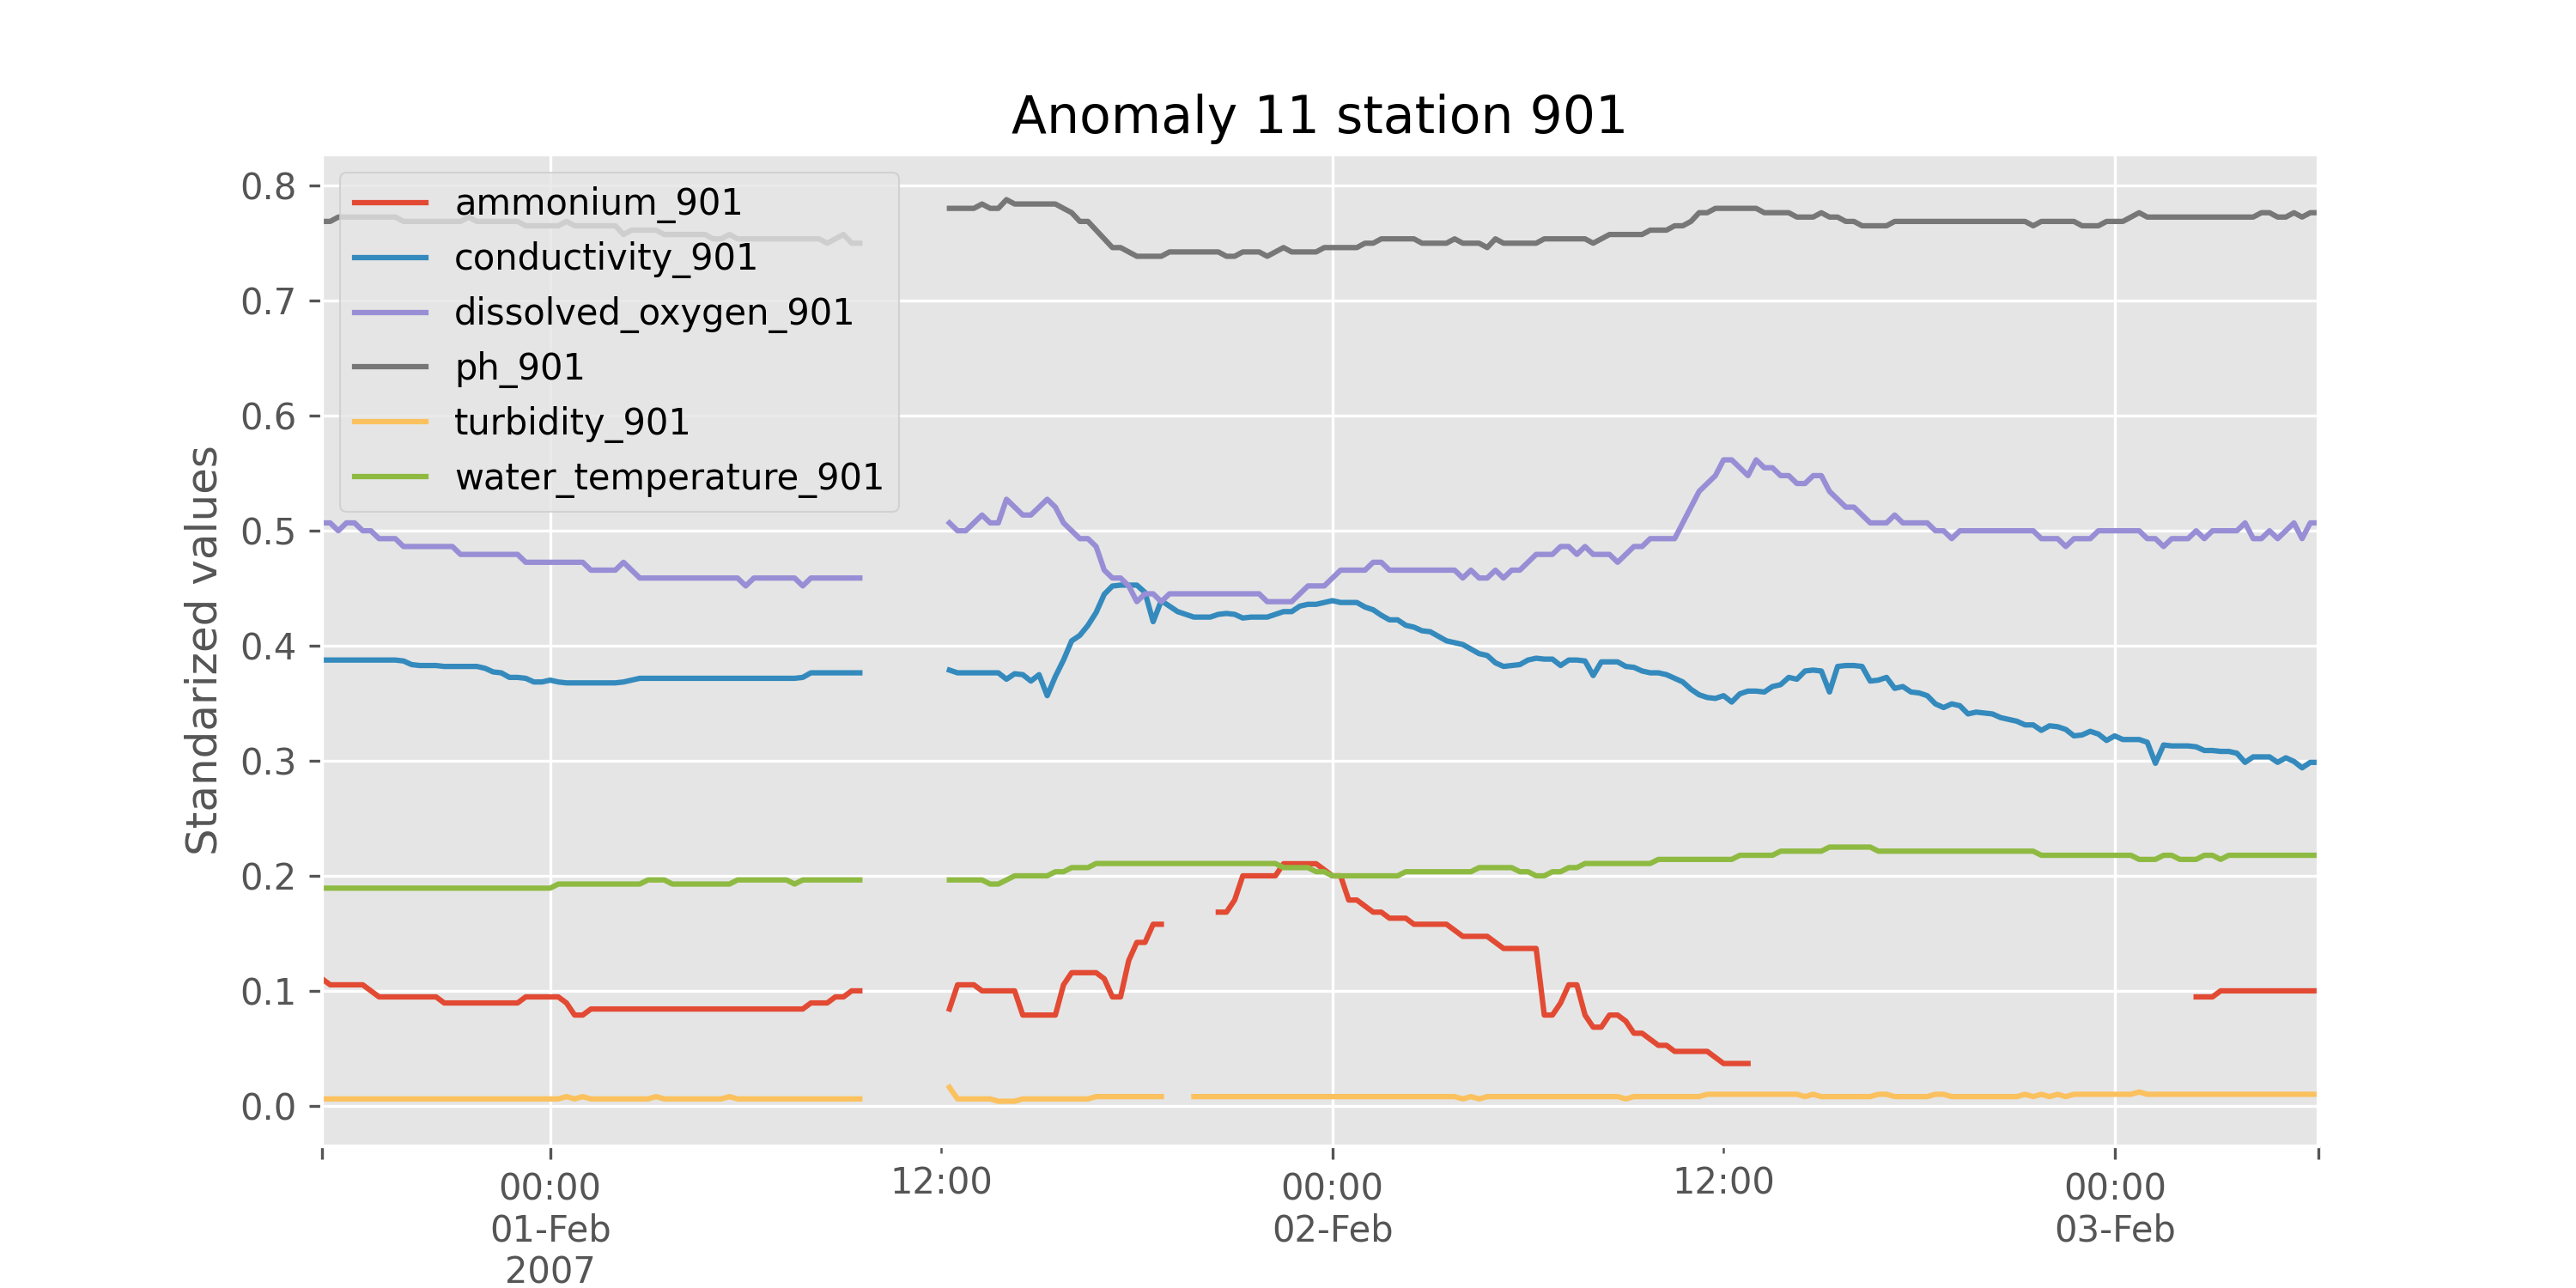 Anomaly 11 station 901
ammonium_901
conductivity_901
dissolved_oxygen_901
ph_901
turbidity_901
water_temperature_901
Standarized values
0.8
0.7
0.6
0.5
0.4
0.3
0.2
0.1
0.0
00:00
01-Feb
2007
12:00
00:00
02-Feb
12:00
00:00
03-Feb